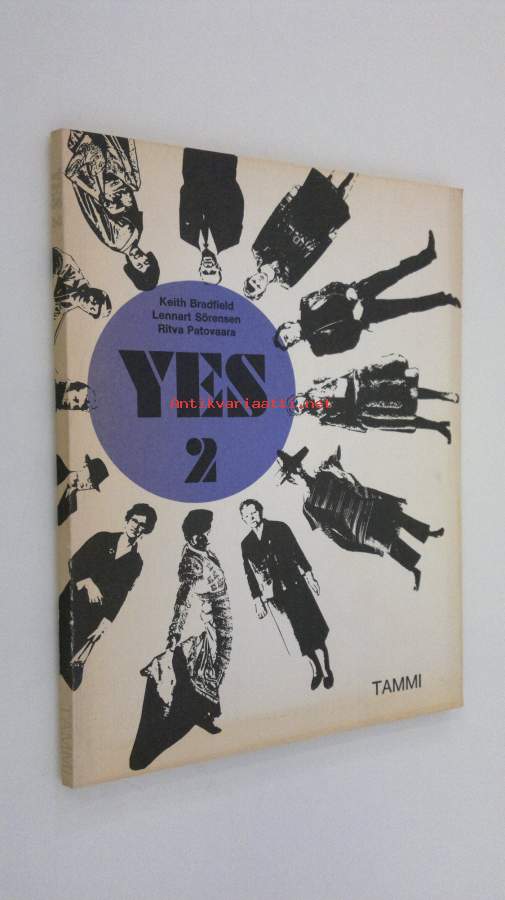 Keith Bradfield
Lennart Sörensen
Ritva Patovaara
YES
Antikvariaatti.net
2
TAMMI